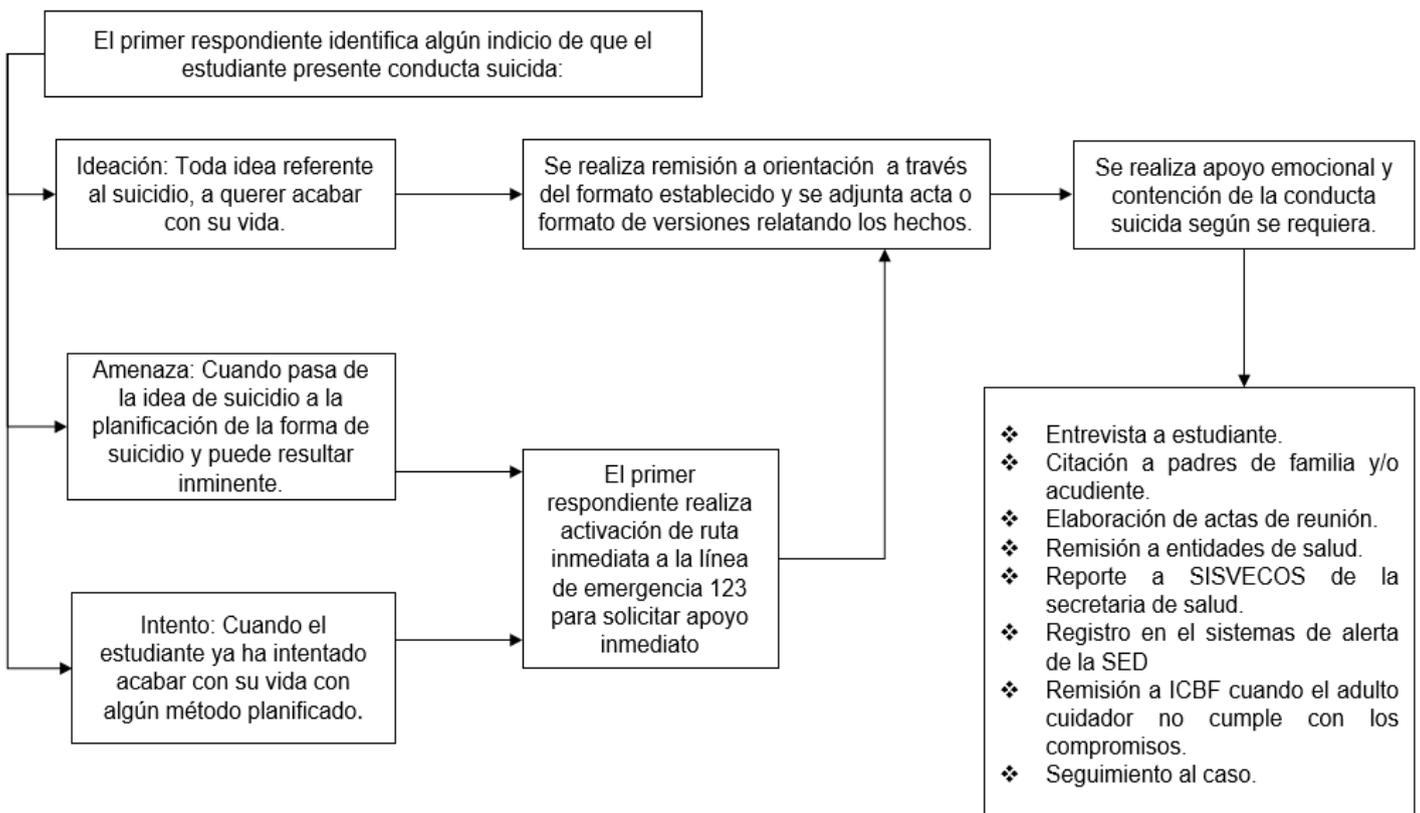 El primer respondiente identifica algún indicio de que el
estudiante presente conducta suicida:
Ideación: Toda idea referente
al suicidio, a querer acabar
con su vida.
Se realiza remisión a orientación a través
del formato establecido y se adjunta acta o
formato de versiones relatando los hechos.
Se realiza apoyo emocional y
contención de la conducta
suicida según se requiera.
Amenaza: Cuando pasa de
la idea de suicidio a la
planificación de la forma de
suicidio y puede resultar
inminente.
El primer
respondiente realiza
activación de ruta
inmediata a la línea
de emergencia 123
para solicitar apoyo
inmediato
Intento: Cuando el
estudiante ya ha intentado
acabar con su vida con
algún método planificado.
❖ Entrevista a estudiante.
❖ Citación a padres de familia y/o
acudiente.
❖ Elaboración de actas de reunión.
❖ Remisión a entidades de salud.
❖ Reporte a SISVECOS de la
secretaria de salud.
❖ Registro en el sistemas de alerta
de la SED
❖ Remisión a ICBF cuando el adulto
cuidador no cumple con los
compromisos.
❖ Seguimiento al caso.